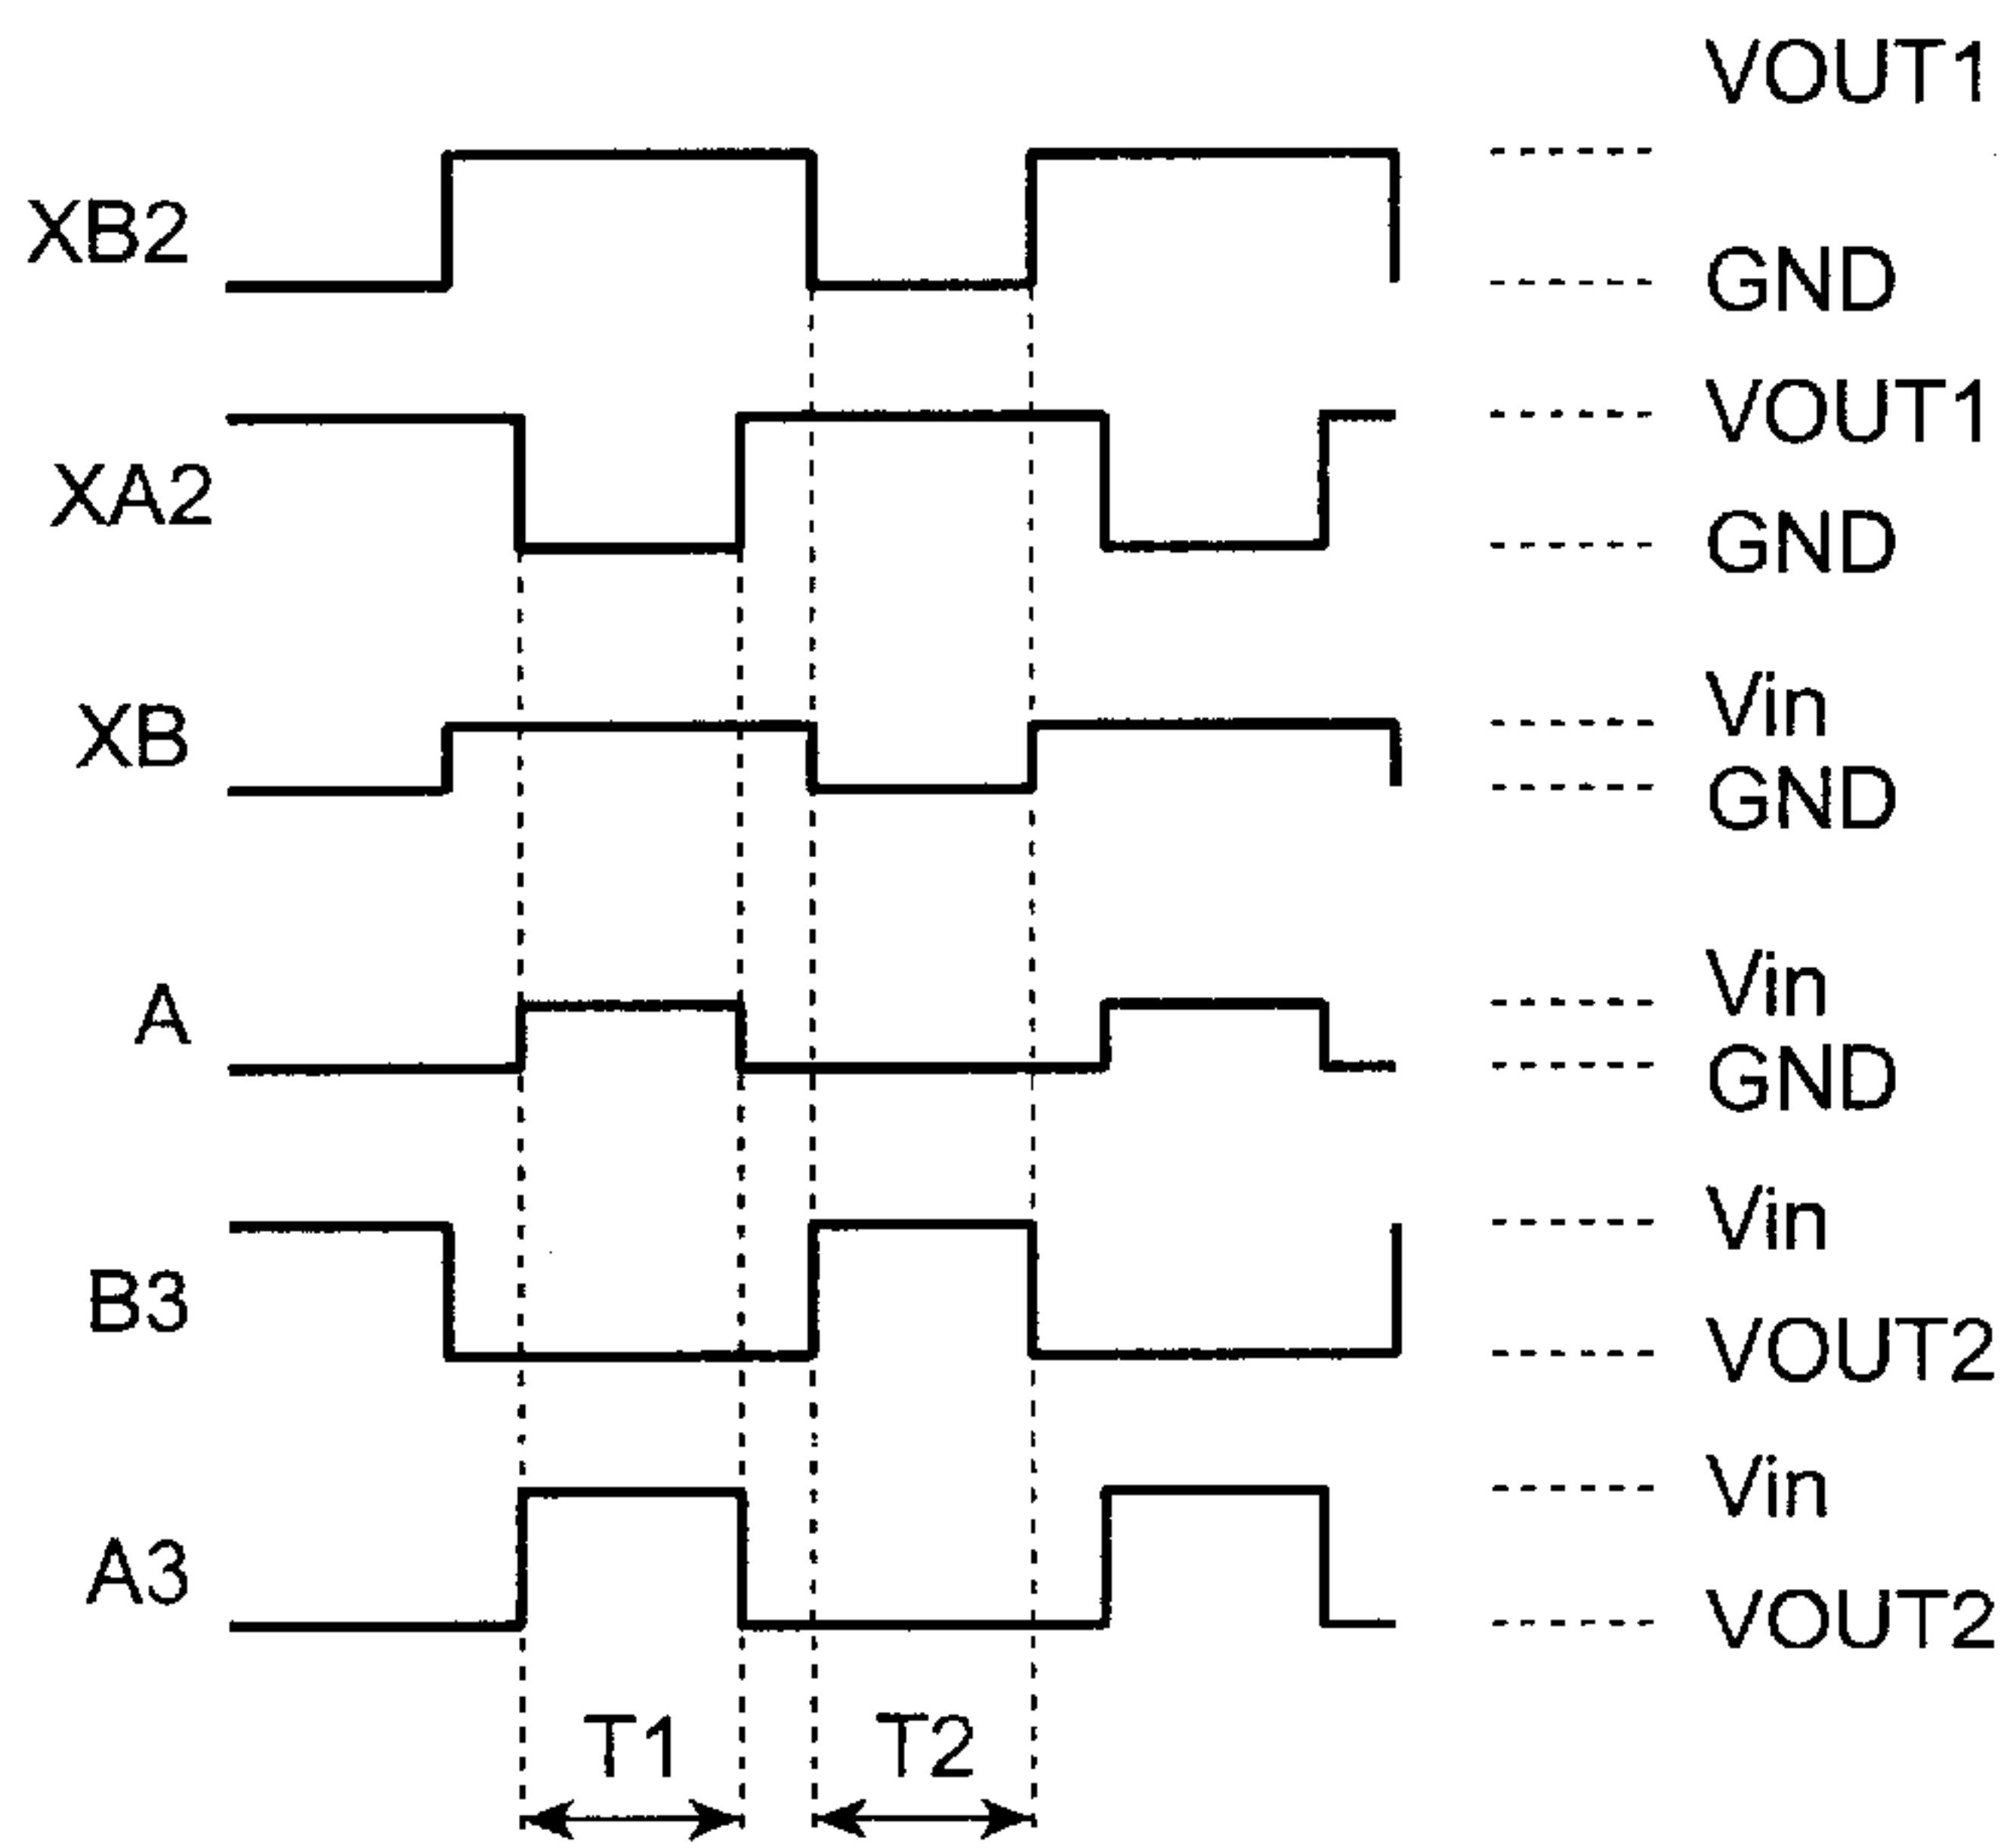 VOUT1
XB2
GND
VOUT1
XA2
GND
Vin
XB
GND
Vin
A
GND
Vin
B3
VOUT2
Vin
A3
VOUT2
T1
T2